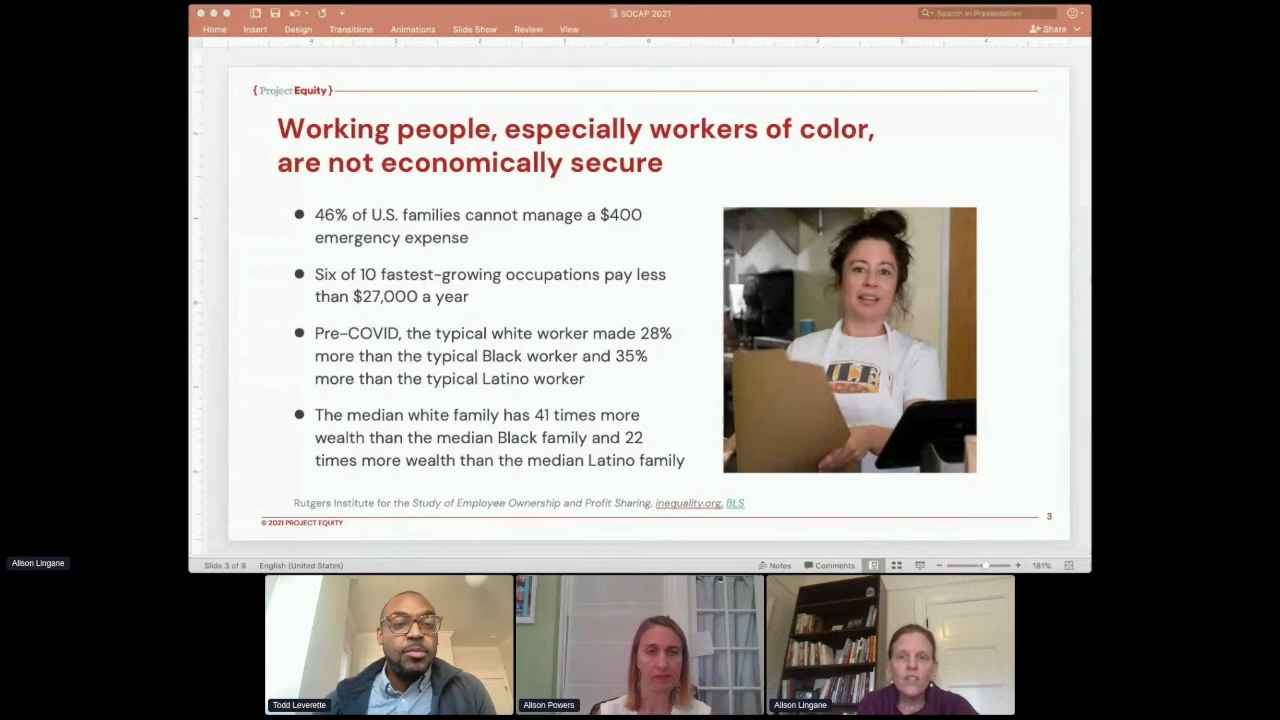 SOCAP 2021
Search in Presentation
Home Insert Design Transitions Animations Slide Show Review View
Share
{ Project Equity }
Working people, especially workers of color,
are not economically secure
● 46% of U.S. families cannot manage a $400
emergency expense
● Six of 10 fastest-growing occupations pay less
than $27,000 a year
● Pre-COVID, the typical white worker made 28%
more than the typical Black worker and 35%
more than the typical Latino worker
● The median white family has 41 times more
wealth than the median Black family and 22
times more wealth than the median Latino family
Rutgers Institute for the Study of Employee Ownership and Profit Sharing, inequality.org, BLS
© 2021 PROJECT EQUITY
3
Alison Lingane
Slide 3 of 9 English (United States)
Notes Comments 181%
Todd Leverette
Alison Powers
Alison Lingane